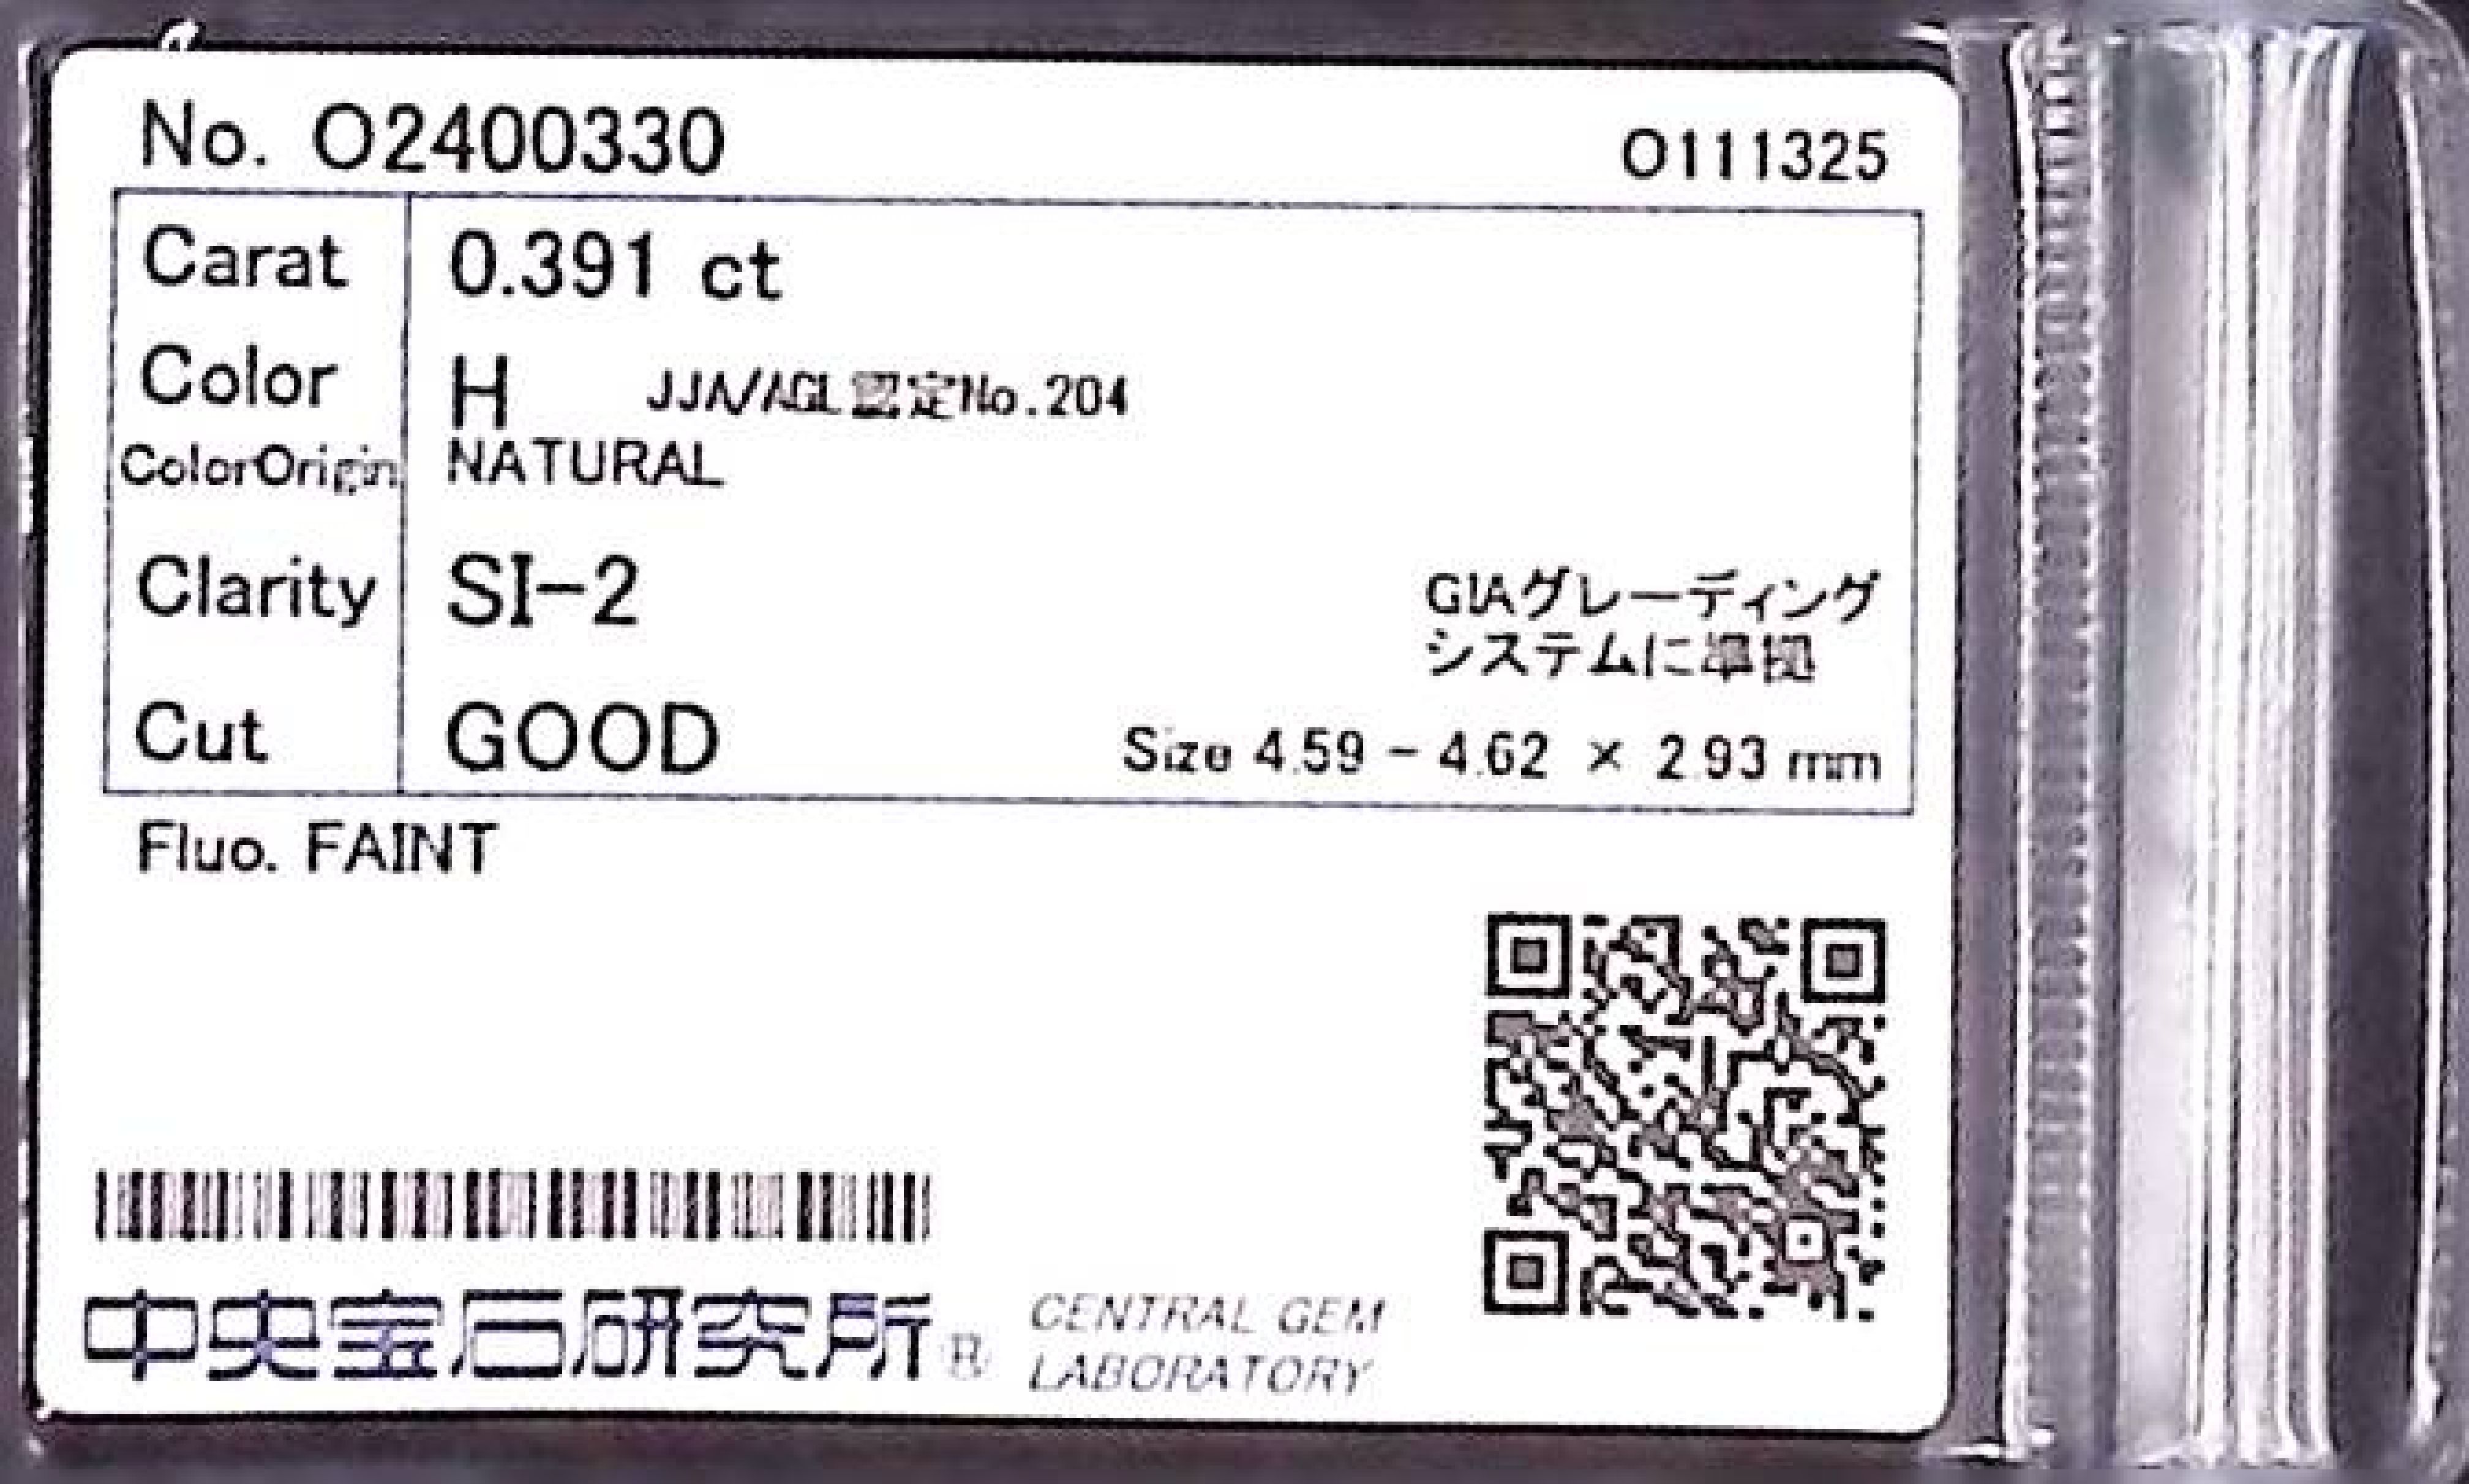 No. O2400330 O111325
Carat 0.391 ct
Color H JJA/AGL認定No.204
ColorOrigin NATURAL
Clarity SI-2
GIAグレーディング
システムに準拠
Cut GOOD Size 4.59 - 4.62 × 2.93 mm
Fluo. FAINT
中央宝石研究所® CENTRAL GEM
LABORATORY